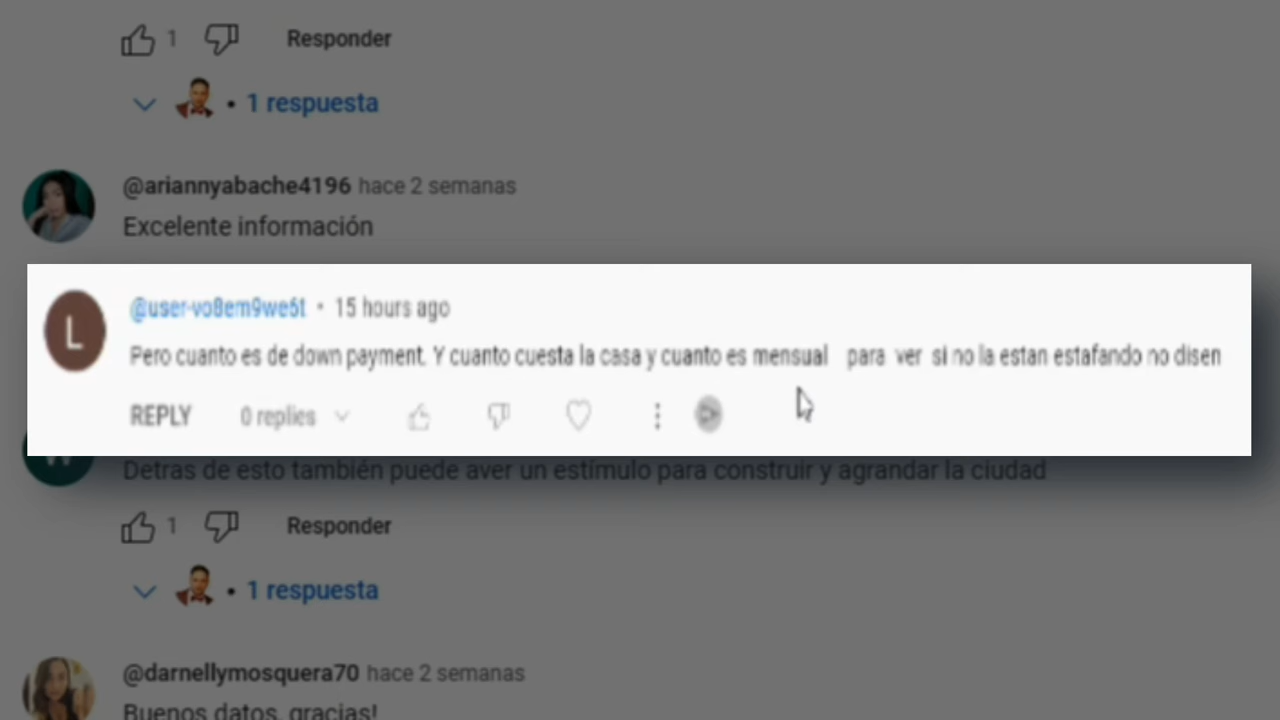 1 Responder
1 respuesta
@ariannyabache4196 hace 2 semanas
Excelente información
L
@user-vo8em9we6t • 15 hours ago
Pero cuanto es de down payment. Y cuanto cuesta la casa y cuanto es mensual para ver si no la estan estafando no disen
REPLY 0 replies
Detras de esto también puede aver un estímulo para construir y agrandar la ciudad
1 Responder
1 respuesta
@darnellymosquera70 hace 2 semanas
Buenos datos, gracias!